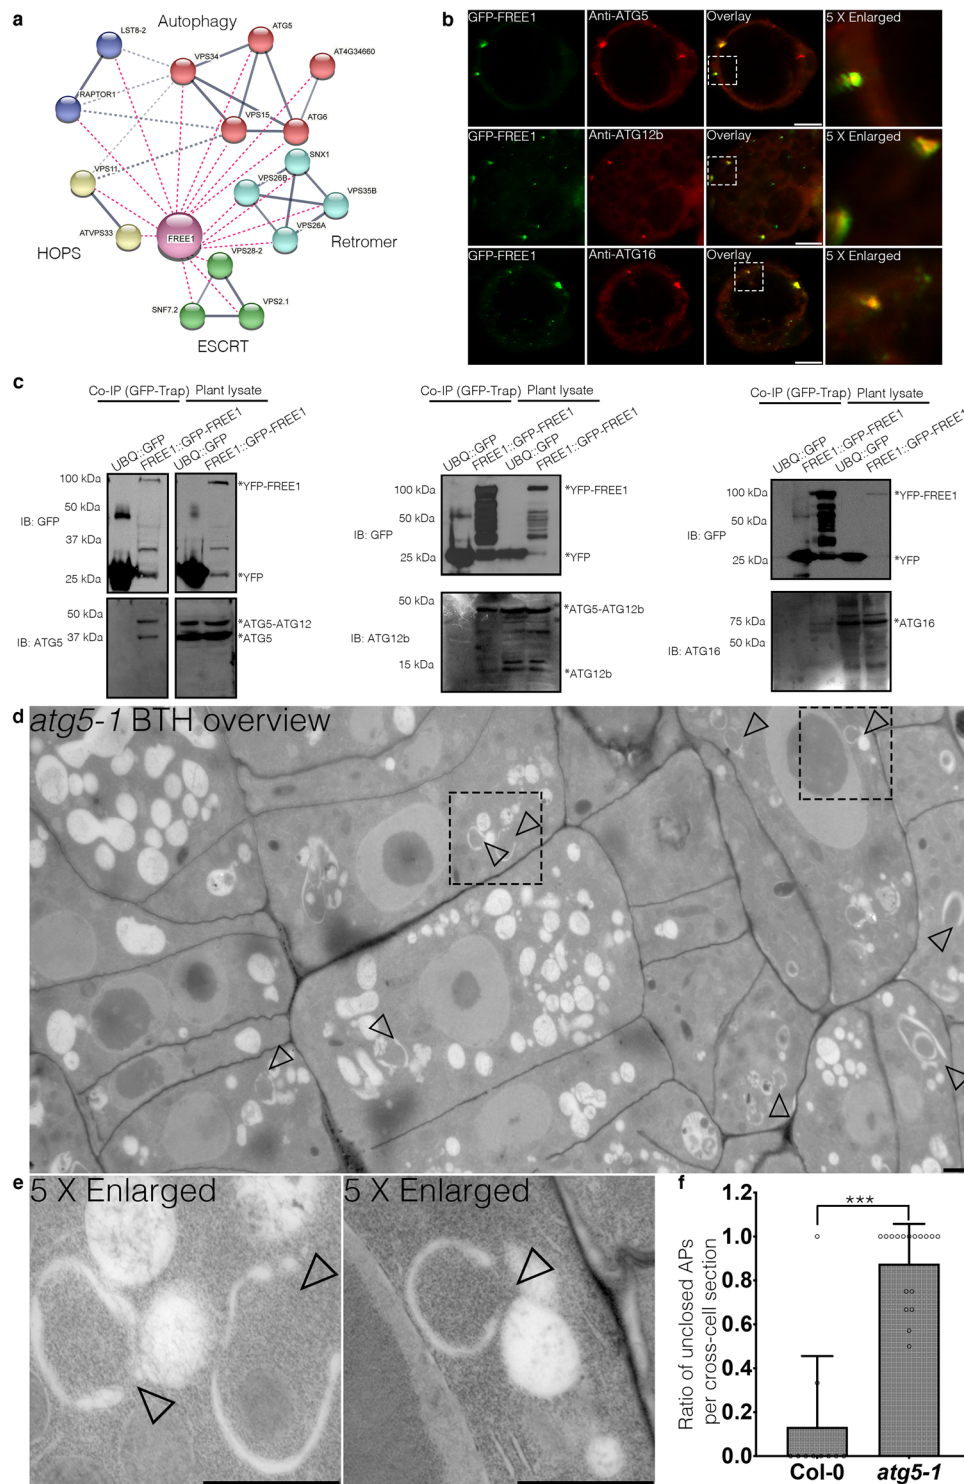 a
Autophagy
LST8-2
ATG5
VPS34
AT4G34660
RAPTOR1
VPS15
ATG6
SNX1
VPS11
VPS26B
VPS35B
ATVPS33
FREE1
VPS26A
HOPS
Retromer
VPS28-2
SNF7.2
VPS2.1
ESCRT
b
GFP-FREE1 Anti-ATG5 Overlay 5 X Enlarged
GFP-FREE1 Anti-ATG12b Overlay 5 X Enlarged
GFP-FREE1 Anti-ATG16 Overlay 5 X Enlarged
c
Co-IP (GFP-Trap) Plant lysate
UBQ::GFP
FREE1::GFP-FREE1
UBQ::GFP
FREE1::GFP-FREE1
100 kDa
*YFP-FREE1
50 kDa
IB: GFP
37 kDa
25 kDa
*YFP
50 kDa
*ATG5-ATG12
37 kDa
*ATG5
IB: ATG5
Co-IP (GFP-Trap) Plant lysate
UBQ::GFP
FREE1::GFP-FREE1
UBQ::GFP
FREE1::GFP-FREE1
100 kDa
*YFP-FREE1
50 kDa
IB: GFP
25 kDa
*YFP
50 kDa
*ATG5-ATG12b
IB: ATG12b
15 kDa
*ATG12b
Co-IP (GFP-Trap) Plant lysate
UBQ::GFP
FREE1::GFP-FREE1
UBQ::GFP
FREE1::GFP-FREE1
100 kDa
*YFP-FREE1
50 kDa
IB: GFP
25 kDa
*YFP
75 kDa
*ATG16
50 kDa
IB: ATG16
d
atg5-1 BTH overview
e
5 X Enlarged
5 X Enlarged
f
Ratio of unclosed APs
per cross-cell section
1.2
1.0
0.8
0.6
0.4
0.2
0.0
***
Col-0 atg5-1